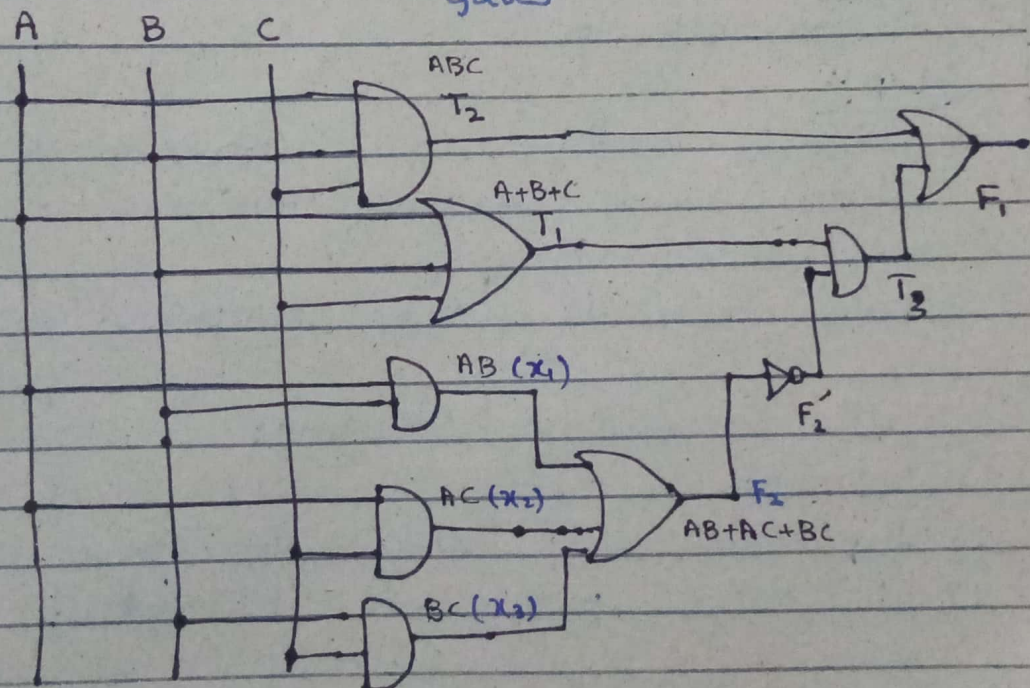 A B C
ABC
T₂
A+B+C
T₁
F₁
T₃
AB (x₁)
F₂′
AC (x₂)
F₂
AB+AC+BC
BC (x₃)